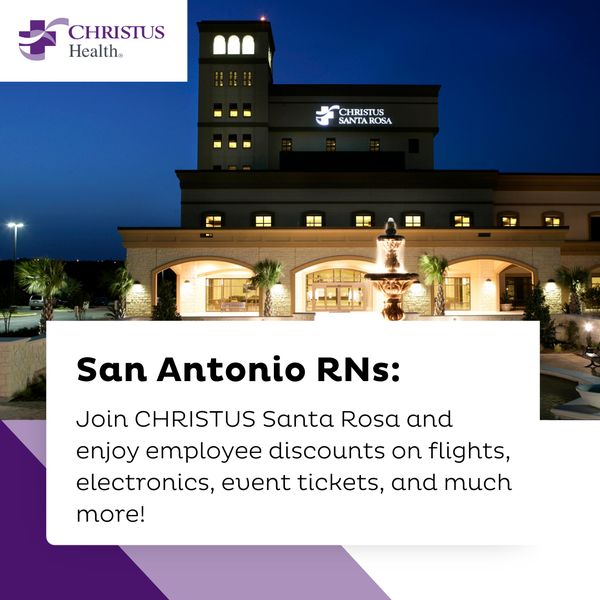 CHRISTUS
Health®
CHRISTUS
SANTA ROSA
San Antonio RNs:
Join CHRISTUS Santa Rosa and
enjoy employee discounts on flights,
electronics, event tickets, and much
more!